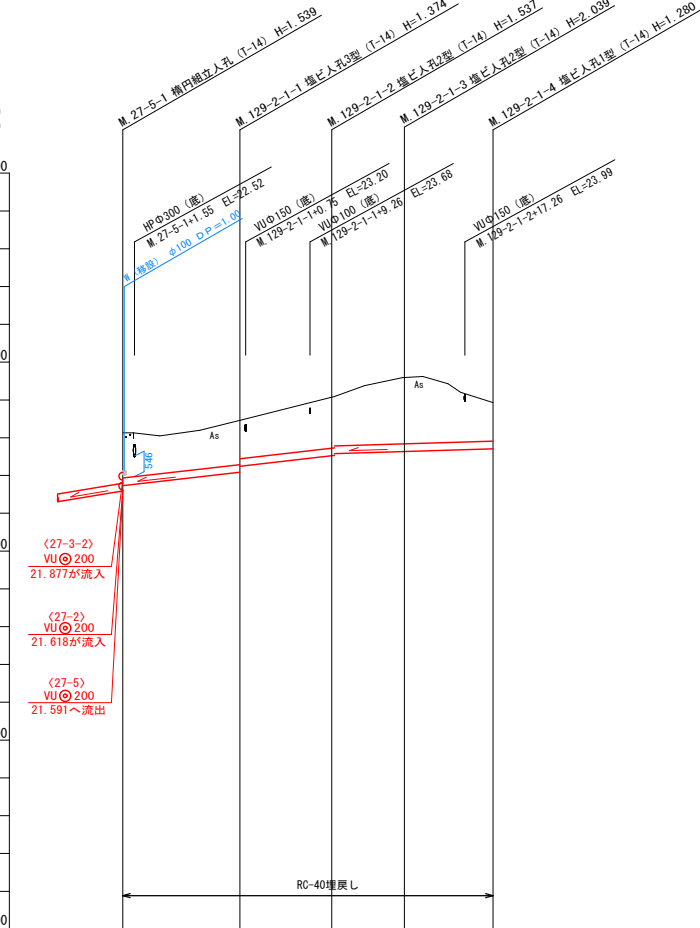 M.27-5-1 楕円組立人孔 (T-14) H=1.539
M.129-2-1-1 塩ビ人孔3型 (T-14) H=1.374
M.129-2-1-2 塩ビ人孔2型 (T-14) H=1.537
M.129-2-1-3 塩ビ人孔2型 (T-14) H=2.039
M.129-2-1-4 塩ビ人孔1型 (T-14) H=1.280
HPΦ300 (底)
M.27-5-1+1.55 EL=22.52
W (移設) φ100 DP=1.00
VUΦ150 (底)
M.129-2-1-1+0.75 EL=23.20
VUΦ100 (底)
M.129-2-1-1+9.26 EL=23.68
VUΦ150 (底)
M.129-2-1-2+17.26 EL=23.99
As
As
546
〈27-3-2〉
VU◎200
21.877が流入
〈27-2〉
VU◎200
21.618が流入
〈27-5〉
VU◎200
21.591へ流出
RC-40埋戻し